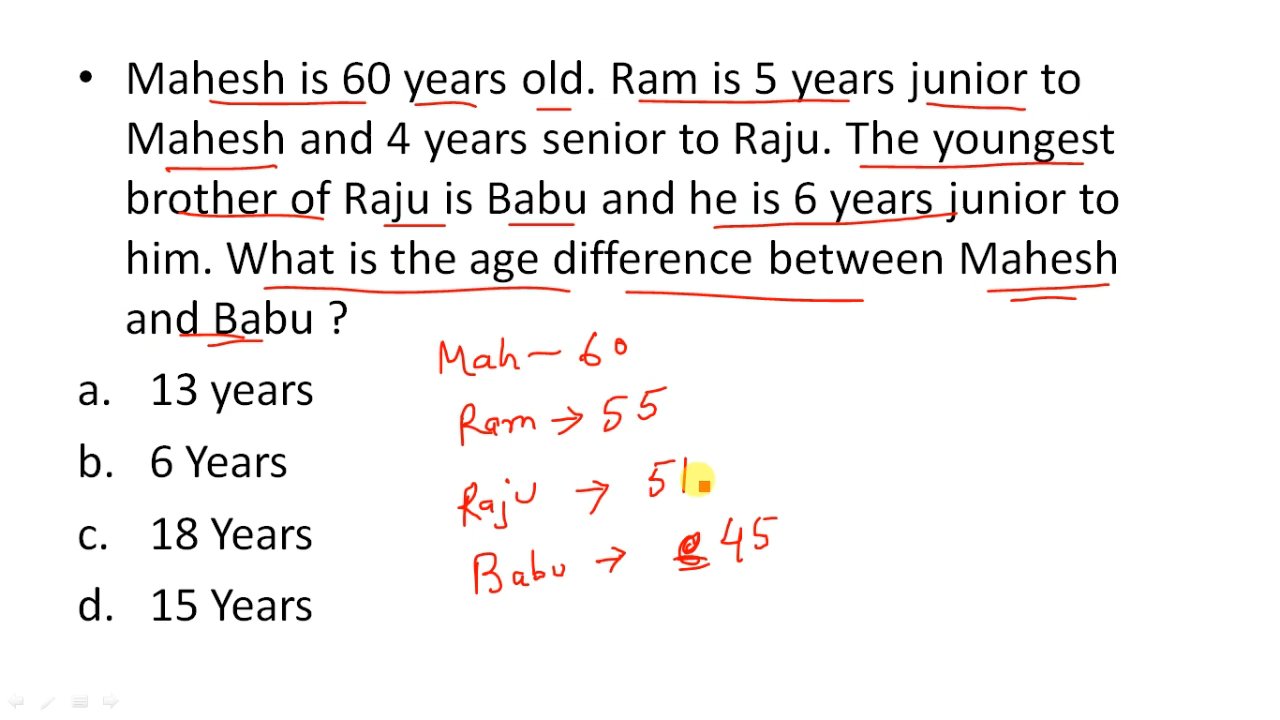 • Mahesh is 60 years old. Ram is 5 years junior to
Mahesh and 4 years senior to Raju. The youngest
brother of Raju is Babu and he is 6 years junior to
him. What is the age difference between Mahesh
and Babu ?
Mah – 60
a. 13 years
Ram → 55
b. 6 Years
Raju → 51
c. 18 Years
Babu → 45
d. 15 Years